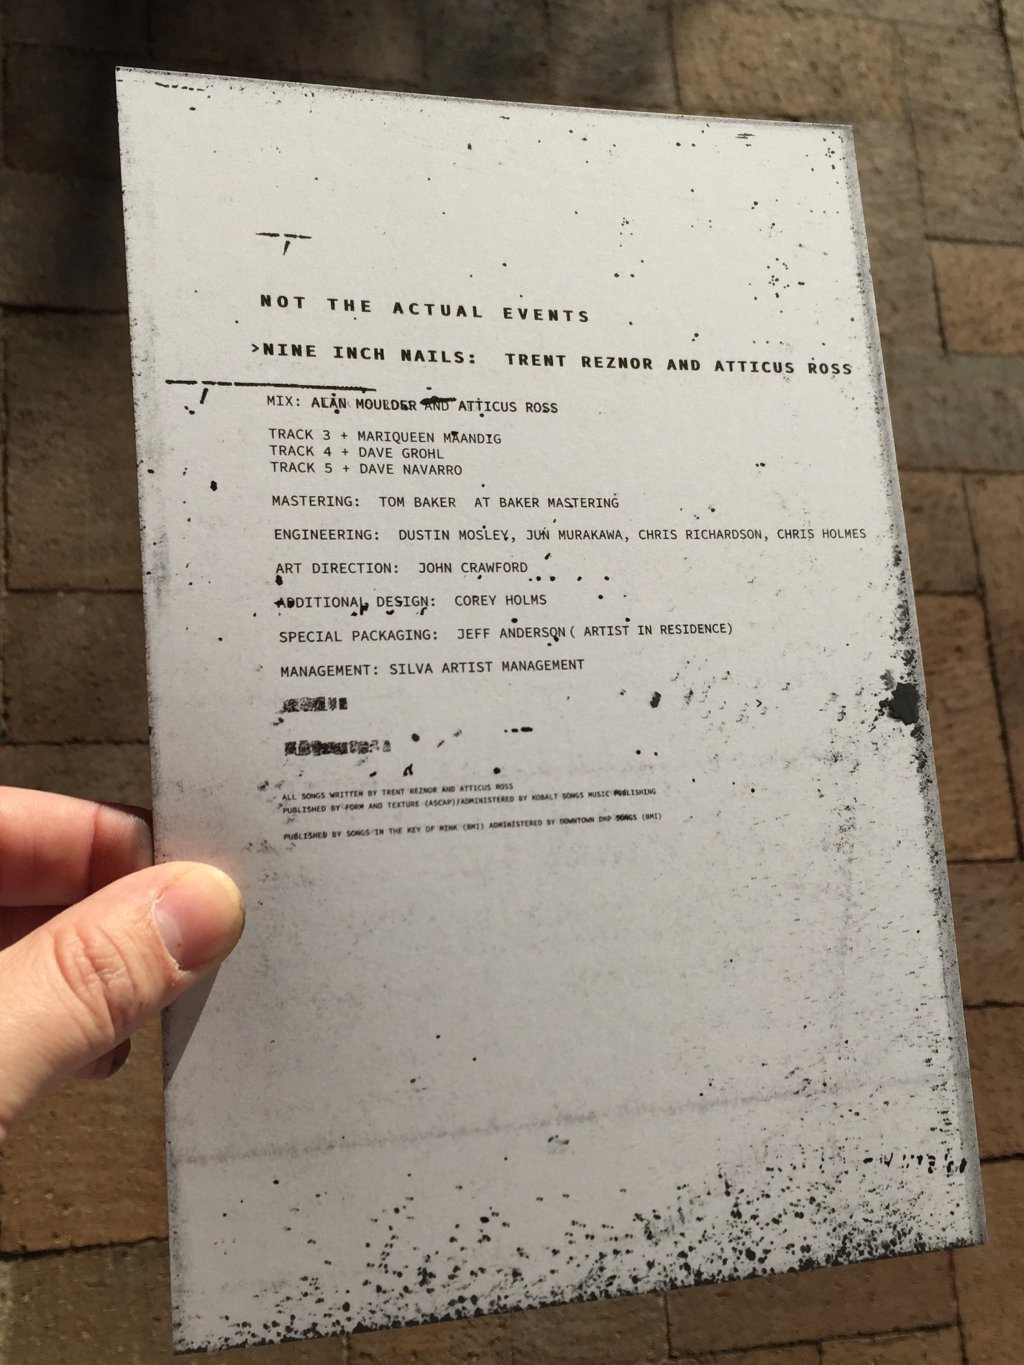 NOT THE ACTUAL EVENTS
>NINE INCH NAILS: TRENT REZNOR AND ATTICUS ROSS
MIX: ALAN MOULDER AND ATTICUS ROSS
TRACK 3 + MARIQUEEN MAANDIG
TRACK 4 + DAVE GROHL
TRACK 5 + DAVE NAVARRO
MASTERING: TOM BAKER AT BAKER MASTERING
ENGINEERING: DUSTIN MOSLEY, JUN MURAKAWA, CHRIS RICHARDSON, CHRIS HOLMES
ART DIRECTION: JOHN CRAWFORD
ADDITIONAL DESIGN: COREY HOLMS
SPECIAL PACKAGING: JEFF ANDERSON( ARTIST IN RESIDENCE)
MANAGEMENT: SILVA ARTIST MANAGEMENT
ALL SONGS WRITTEN BY TRENT REZNOR AND ATTICUS ROSS
PUBLISHED BY FORM AND TEXTURE (ASCAP)/ADMINISTERED BY KOBALT SONGS MUSIC PUBLISHING
PUBLISHED BY SONGS IN THE KEY OF MINK (BMI) ADMINISTERED BY DOWNTOWN DMP SONGS (BMI)